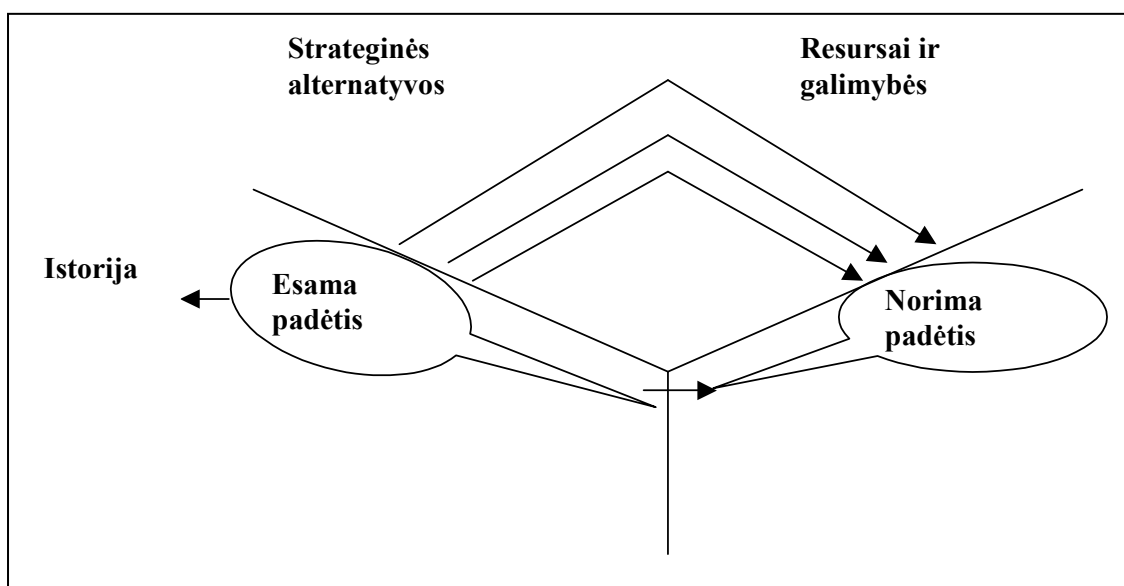 Strateginės
alternatyvos
Resursai ir
galimybės
Istorija
Esama
padėtis
Norima
padėtis